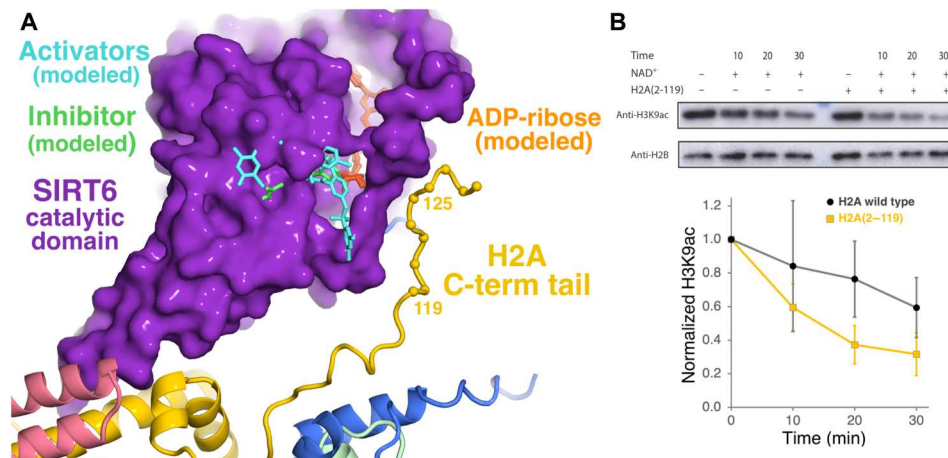 A
Activators
(modeled)
Inhibitor
(modeled)
SIRT6
catalytic
domain
ADP-ribose
(modeled)
125
H2A
C-term tail
119
B
Time 10 20 30 10 20 30
NAD⁺ – + + + – + + +
H2A(2-119) – – – – + + + +
Anti-H3K9ac
Anti-H2B
H2A wild type
H2A(2–119)
Normalized H3K9ac
1.2
1.0
0.8
0.6
0.4
0.2
0.0
0 10 20 30
Time (min)